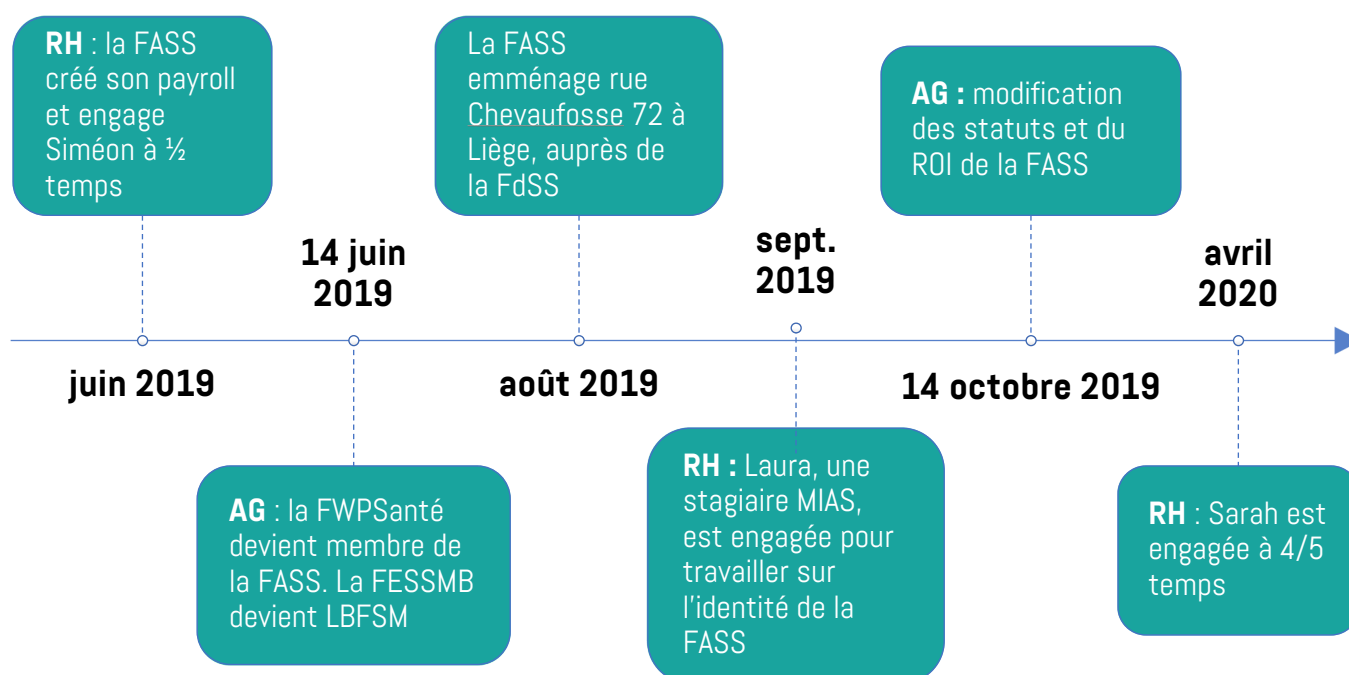 RH : la FASS
créé son payroll
et engage
Siméon à ½
temps
La FASS
emménage rue
Chevaufosse 72 à
Liège, auprès de
la FdSS
AG : modification
des statuts et du
ROI de la FASS
14 juin
2019
sept.
2019
avril
2020
juin 2019
août 2019
14 octobre 2019
AG : la FWPSanté
devient membre de
la FASS. La FESSMB
devient LBFSM
RH : Laura, une
stagiaire MIAS,
est engagée pour
travailler sur
l'identité de la
FASS
RH : Sarah est
engagée à 4/5
temps